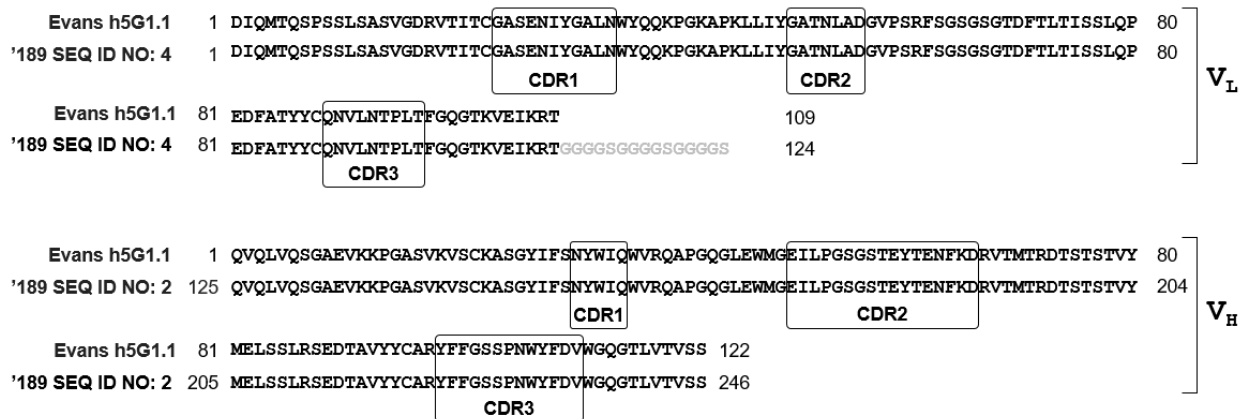 Evans h5G1.1 1 DIQMTQSPSSLSASVGDRVTITCGASENIYGALNWYQQKPGKAPKLLIYGATNLADGVPSRFSGSGSGTDFTLTISSLQP 80
'189 SEQ ID NO: 4 1 DIQMTQSPSSLSASVGDRVTITCGASENIYGALNWYQQKPGKAPKLLIYGATNLADGVPSRFSGSGSGTDFTLTISSLQP 80
CDR1 CDR2
VL
Evans h5G1.1 81 EDFATYYCQNVLNTPLTFGQGTKVEIKRT 109
'189 SEQ ID NO: 4 81 EDFATYYCQNVLNTPLTFGQGTKVEIKRTGGGGSGGGGSGGGGS 124
CDR3
Evans h5G1.1 1 QVQLVQSGAEVKKPGASVKVSCKASGYIFSNYWIQWVRQAPGQGLEWMGEILPGSGSTEYTENFKDRVTMTRDTSTSTVY 80
'189 SEQ ID NO: 2 125 QVQLVQSGAEVKKPGASVKVSCKASGYIFSNYWIQWVRQAPGQGLEWMGEILPGSGSTEYTENFKDRVTMTRDTSTSTVY 204
CDR1 CDR2
VH
Evans h5G1.1 81 MELSSLRSEDTAVYYCARYFFGSSPNWYFDVWGQGTLVTVSS 122
'189 SEQ ID NO: 2 205 MELSSLRSEDTAVYYCARYFFGSSPNWYFDVWGQGTLVTVSS 246
CDR3